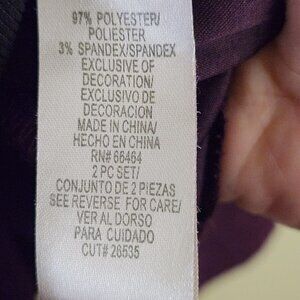 97% POLYESTER/
POLIESTER
3% SPANDEX/SPANDEX
EXCLUSIVE OF
DECORATION/
EXCLUSIVO DE
DECORACION
MADE IN CHINA/
HECHO EN CHINA
RN# 66464
2 PC SET/
CONJUNTO DE 2 PIEZAS
SEE REVERSE FOR CARE/
VER AL DORSO
PARA CUIDADO
CUT# 26535